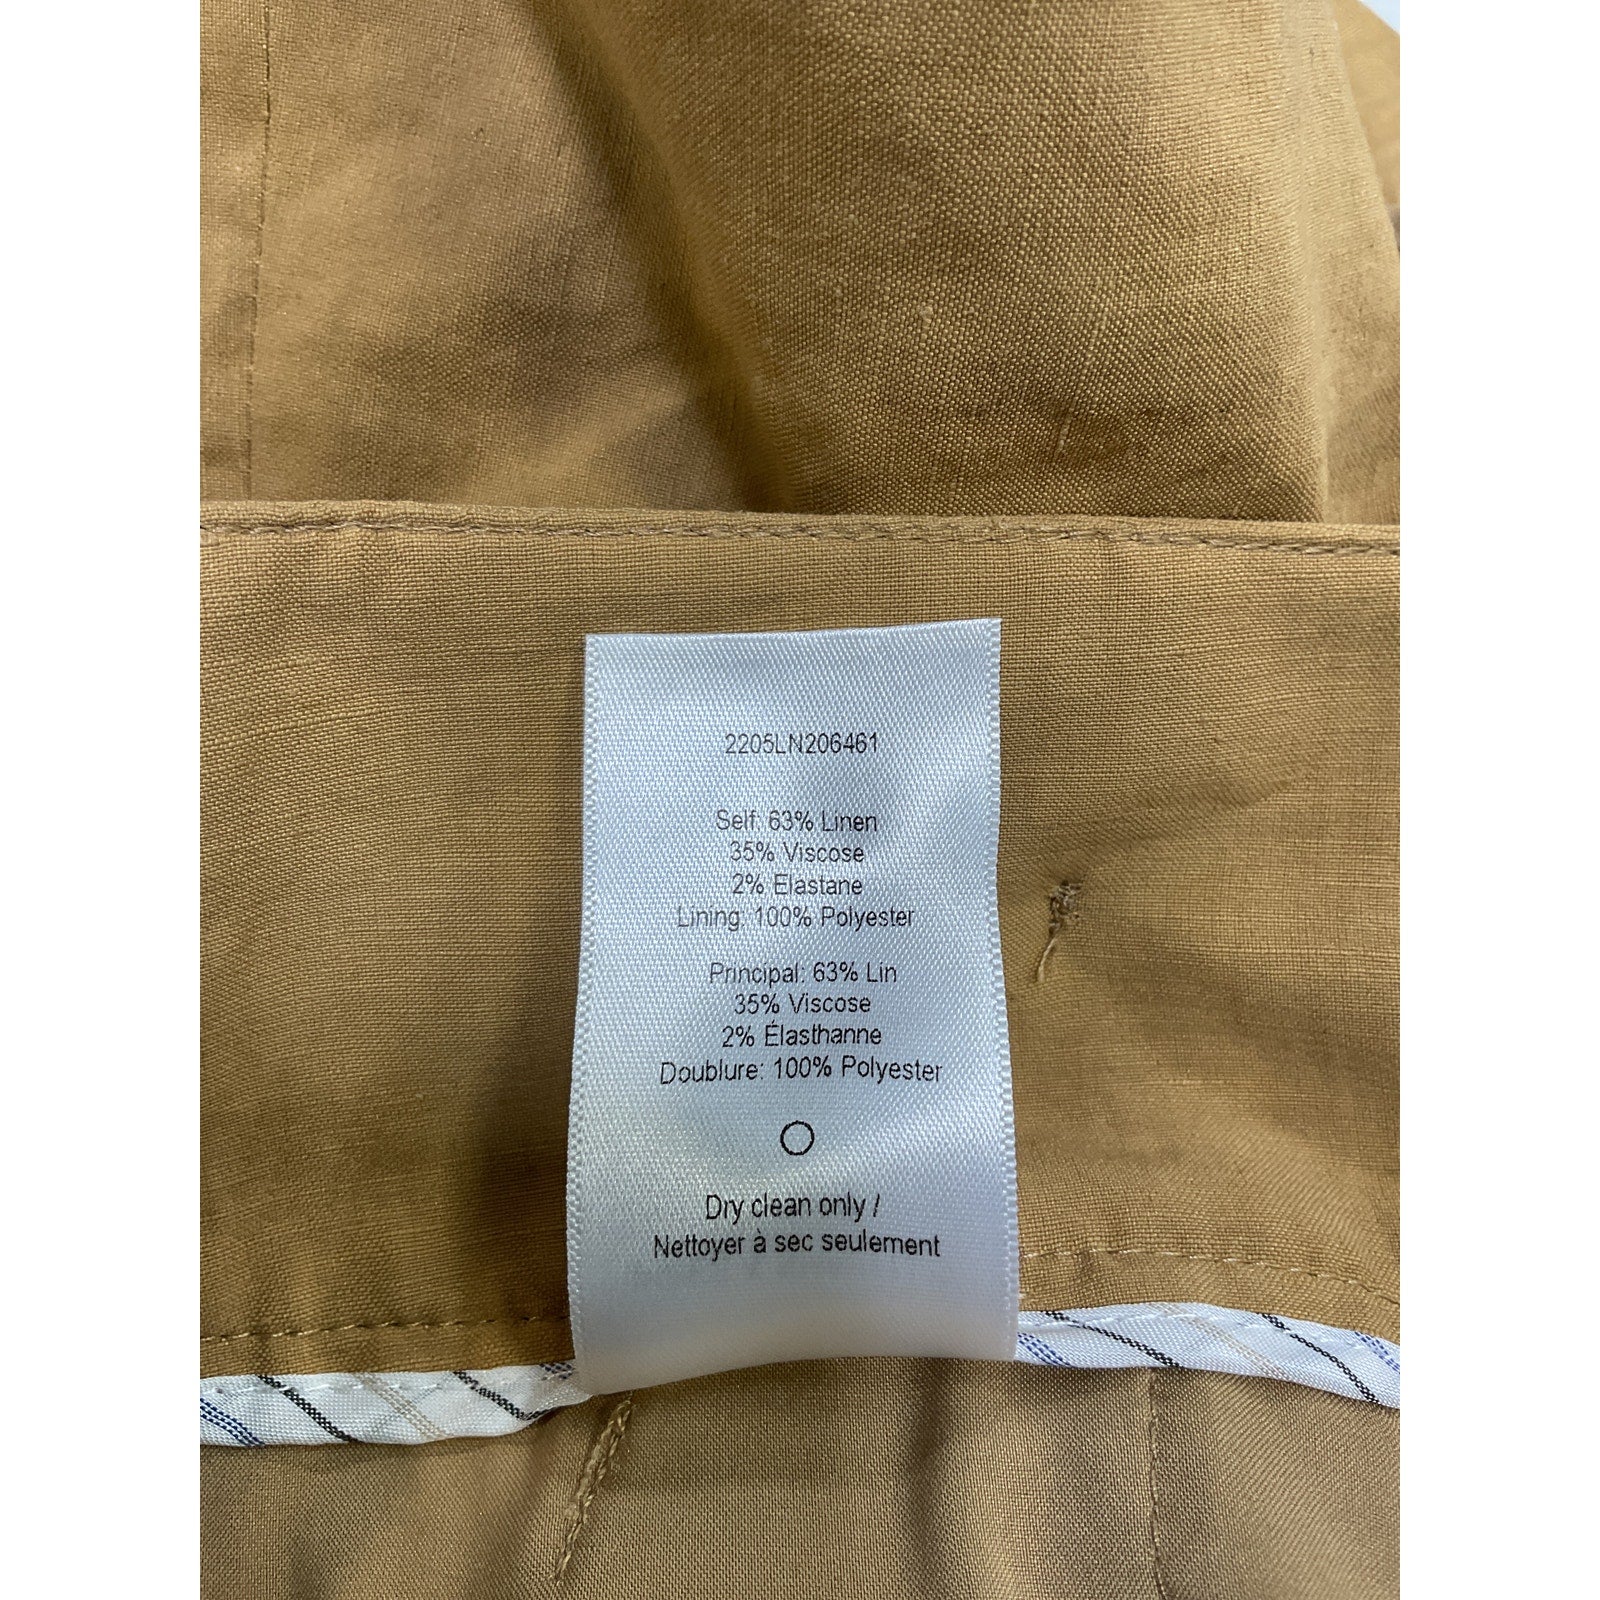 2205LN206461
Self: 63% Linen
35% Viscose
2% Elastane
Lining: 100% Polyester
Principal: 63% Lin
35% Viscose
2% Élasthanne
Doublure: 100% Polyester
Dry clean only /
Nettoyer à sec seulement